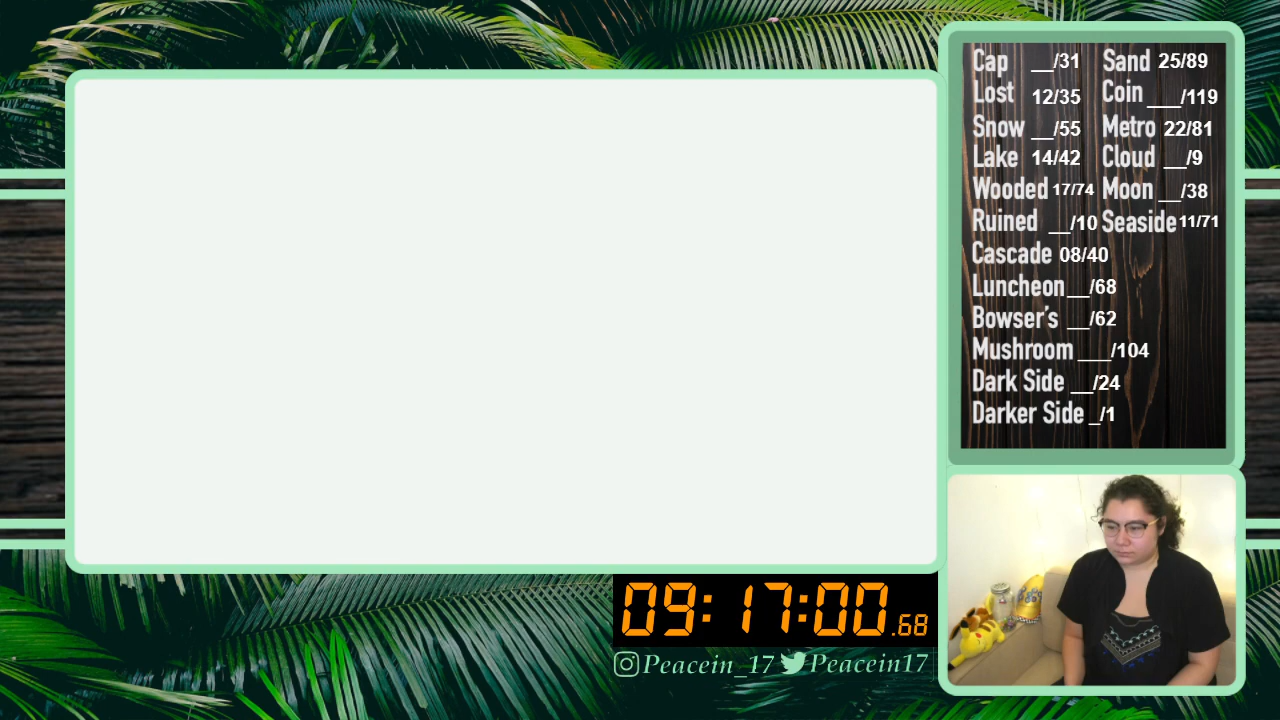 Cap __/31 Sand 25/89
Lost 12/35 Coin ___/119
Snow __/55 Metro 22/81
Lake 14/42 Cloud __/9
Wooded 17/74 Moon __/38
Ruined __/10 Seaside 11/71
Cascade 08/40
Luncheon __/68
Bowser's __/62
Mushroom ___/104
Dark Side __/24
Darker Side _/1
09:17:00.68
Peacein_17 Peacein17